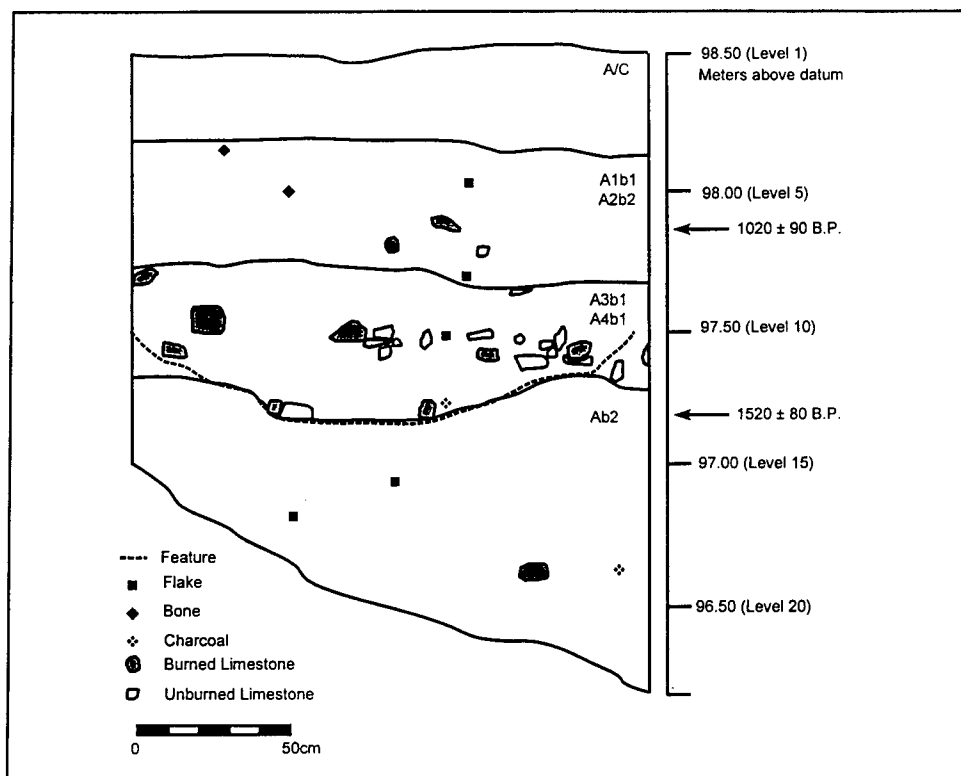 A/C
98.50 (Level 1)
Meters above datum
A1b1
A2b2
98.00 (Level 5)
1020 ± 90 B.P.
A3b1
A4b1
97.50 (Level 10)
Ab2
1520 ± 80 B.P.
97.00 (Level 15)
96.50 (Level 20)
Feature
Flake
Bone
Charcoal
Burned Limestone
Unburned Limestone
0 50cm